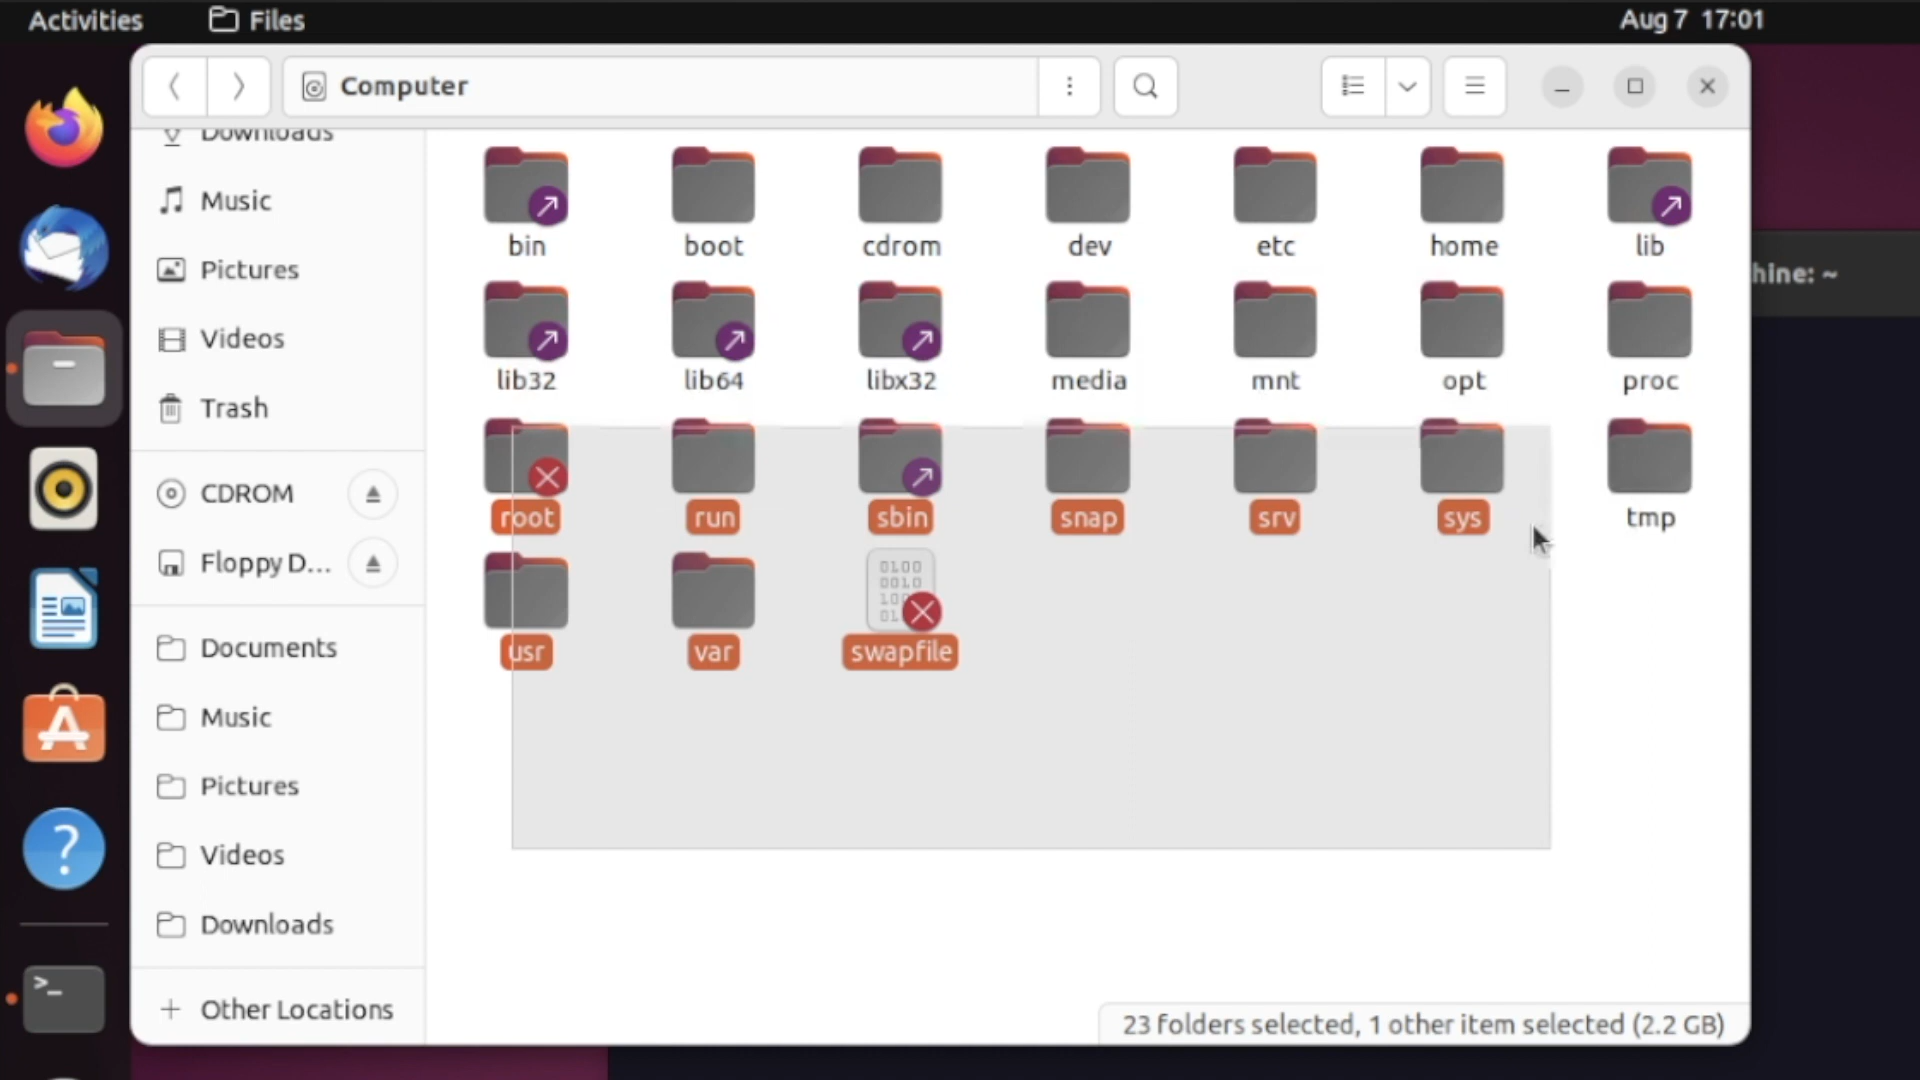 Activities Files Aug 7 17:01
Computer
Downloads
Music
Pictures
Videos
Trash
CDROM
Floppy D...
Documents
Music
Pictures
Videos
Downloads
Other Locations
bin boot cdrom dev etc home lib
lib32 lib64 libx32 media mnt opt proc
root run sbin snap srv sys tmp
usr var swapfile
23 folders selected, 1 other item selected (2.2 GB)
hine: ~